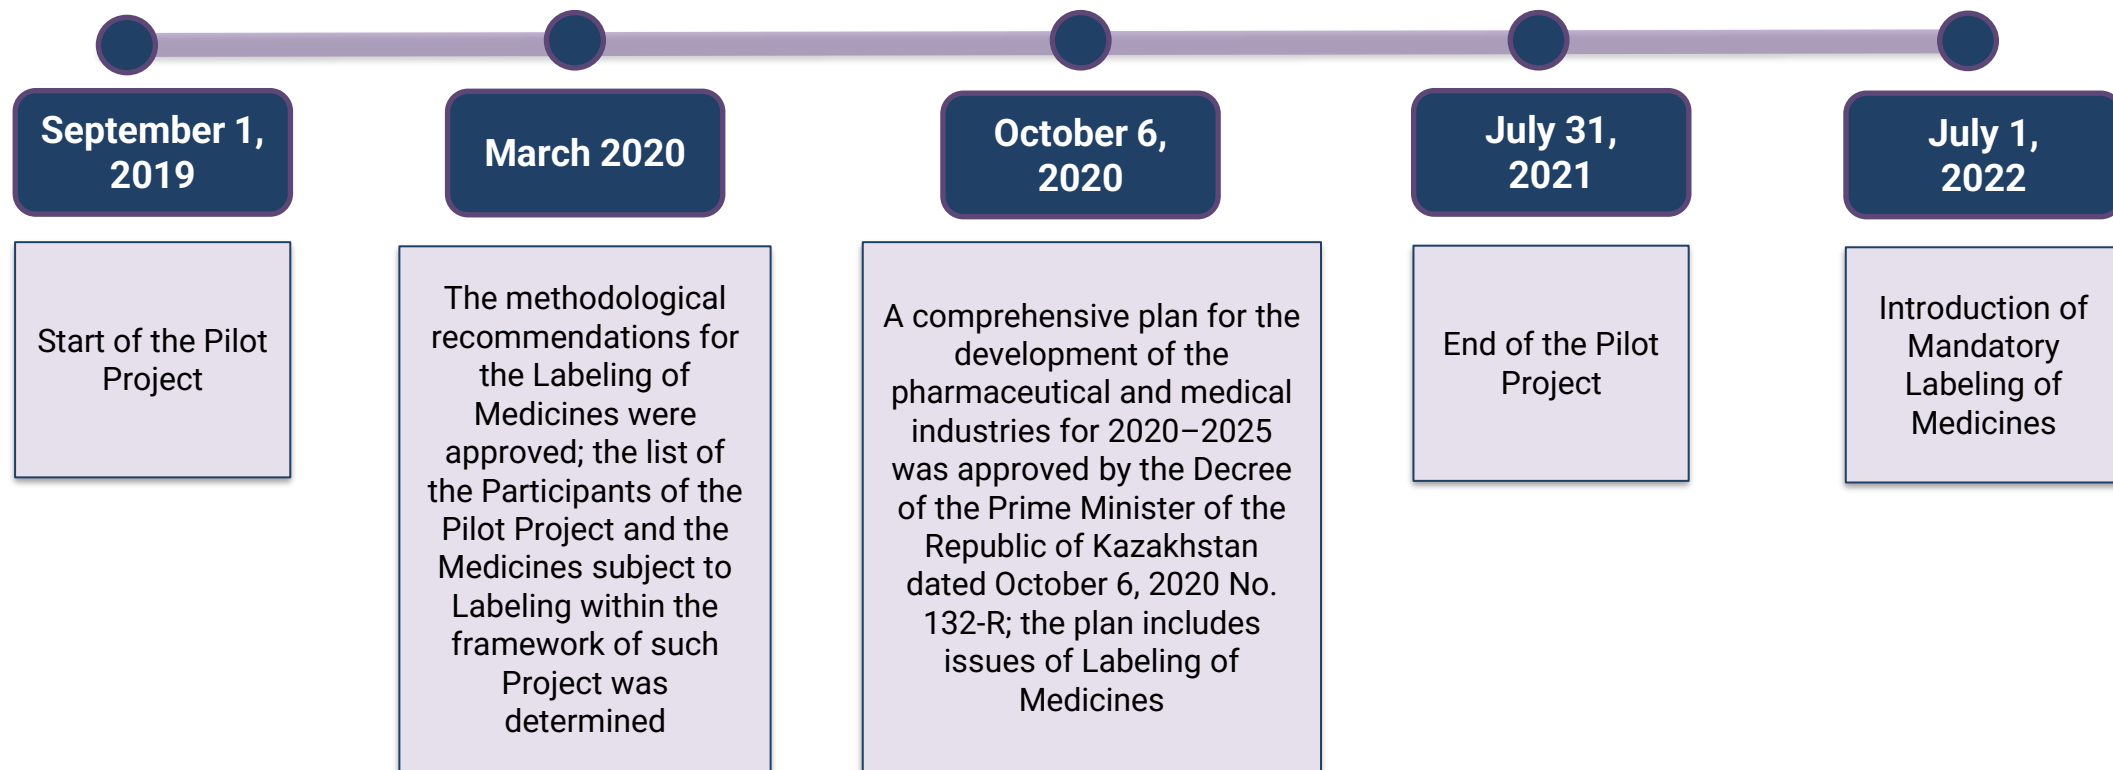 September 1,
2019
March 2020
October 6,
2020
July 31,
2021
July 1,
2022
Start of the Pilot
Project
The methodological
recommendations for
the Labeling of
Medicines were
approved; the list of
the Participants of the
Pilot Project and the
Medicines subject to
Labeling within the
framework of such
Project was
determined
A comprehensive plan for the
development of the
pharmaceutical and medical
industries for 2020–2025
was approved by the Decree
of the Prime Minister of the
Republic of Kazakhstan
dated October 6, 2020 No.
132-R; the plan includes
issues of Labeling of
Medicines
End of the Pilot
Project
Introduction of
Mandatory
Labeling of
Medicines